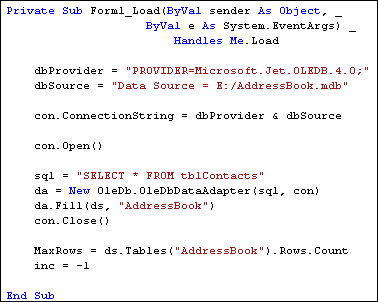 Private Sub Form1_Load(ByVal sender As Object, _
ByVal e As System.EventArgs) _
Handles Me.Load
dbProvider = "PROVIDER=Microsoft.Jet.OLEDB.4.0;"
dbSource = "Data Source = E:/AddressBook.mdb"
con.ConnectionString = dbProvider & dbSource
con.Open()
sql = "SELECT * FROM tblContacts"
da = New OleDb.OleDbDataAdapter(sql, con)
da.Fill(ds, "AddressBook")
con.Close()
MaxRows = ds.Tables("AddressBook").Rows.Count
inc = -1
End Sub